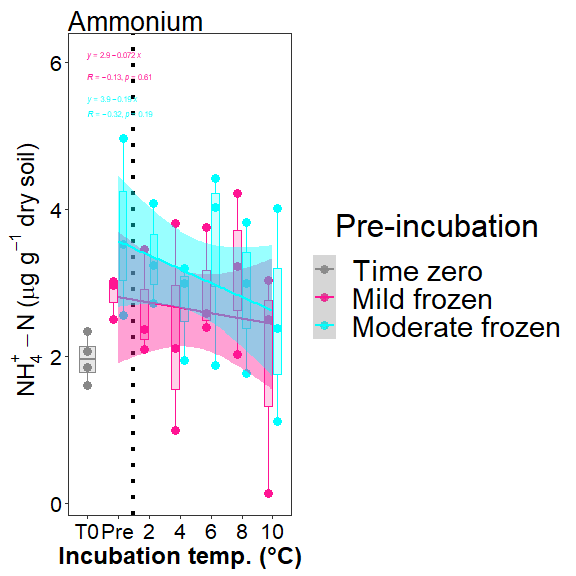 Ammonium
y = 2.9−0.072 x
R = −0.13, p = 0.61
R = −0.33, p = 0.19
6
4
2
0
NH₄⁺ − N (µg g⁻¹ dry soil)
T0 Pre 2 4 6 8 10
Incubation temp. (°C)
Pre-incubation
Time zero
Mild frozen
Moderate frozen